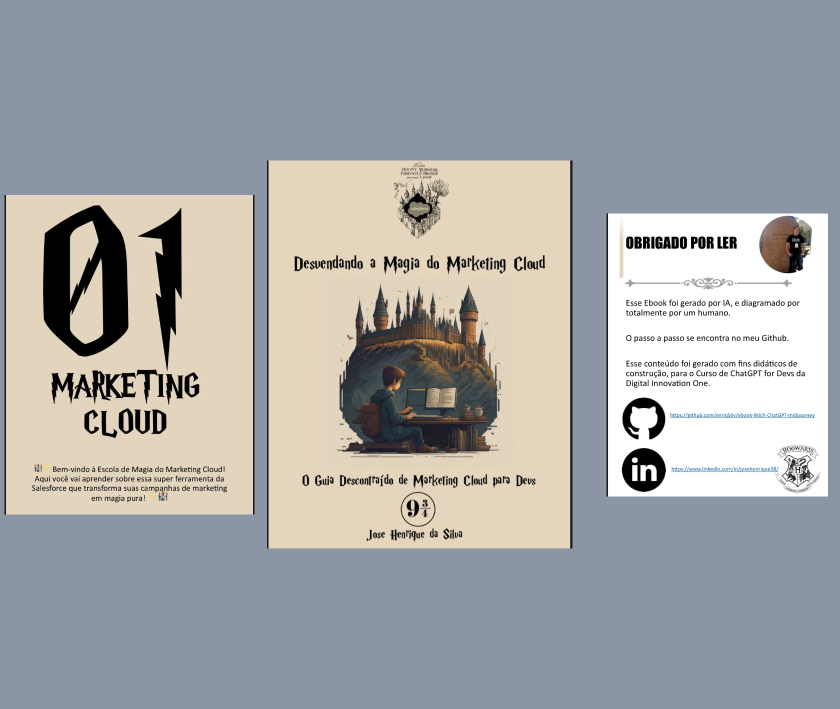 01
MARKETING
CLOUD
Bem-vindo à Escola de Magia do Marketing Cloud!
Aqui você vai aprender sobre essa super ferramenta da
Salesforce que transforma suas campanhas de marketing
em magia pura!
Desvendando a Magia do Marketing Cloud
O Guia Descontraído de Marketing Cloud para Devs
9 3/4
Jose Henrique da Silva
OBRIGADO POR LER
Esse Ebook foi gerado por IA, e diagramado por
totalmente por um humano.
O passo a passo se encontra no meu Github.
Esse conteúdo foi gerado com fins didáticos de
construção, para o Curso de ChatGPT for Devs da
Digital Innovation One.
https://github.com/enriqSilv/ebook-Wich-ChatGPT-midjourney
in
https://www.linkedin.com/in/josehenrique38/
HOGWARTS